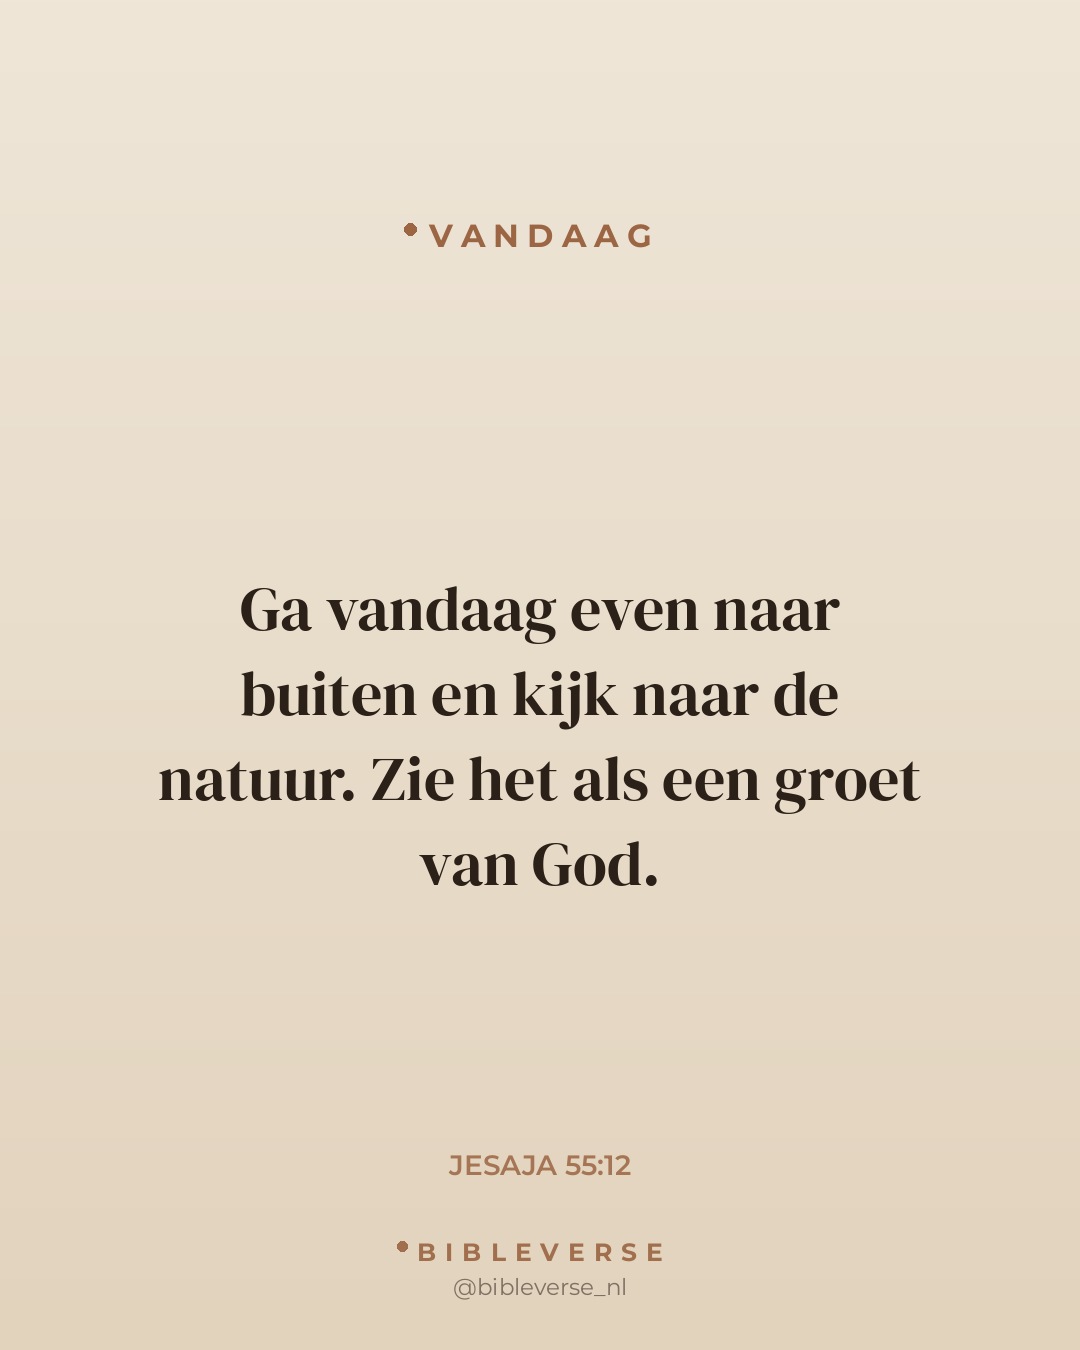 VANDAAG
Ga vandaag even naar
buiten en kijk naar de
natuur. Zie het als een groet
van God.
JESAJA 55:12
BIBLEVERSE
@bibleverse_nl